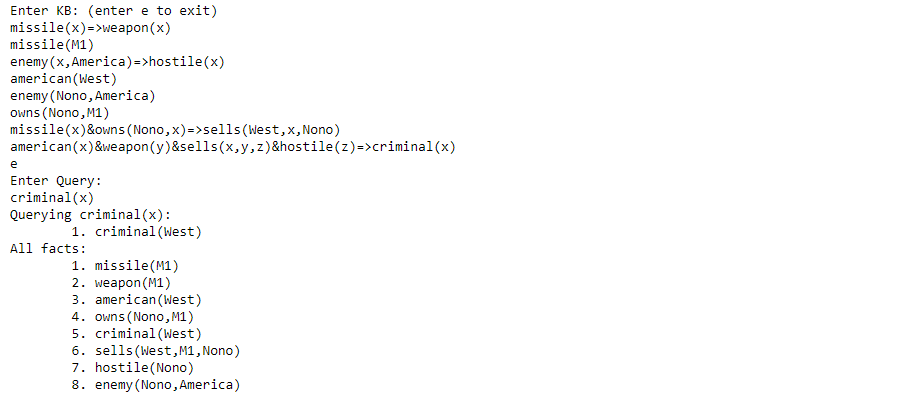 Enter KB: (enter e to exit)
missile(x)=>weapon(x)
missile(M1)
enemy(x,America)=>hostile(x)
american(West)
enemy(Nono,America)
owns(Nono,M1)
missile(x)&owns(Nono,x)=>sells(West,x,Nono)
american(x)&weapon(y)&sells(x,y,z)&hostile(z)=>criminal(x)
e
Enter Query:
criminal(x)
Querying criminal(x):
1. criminal(West)
All facts:
1. missile(M1)
2. weapon(M1)
3. american(West)
4. owns(Nono,M1)
5. criminal(West)
6. sells(West,M1,Nono)
7. hostile(Nono)
8. enemy(Nono,America)